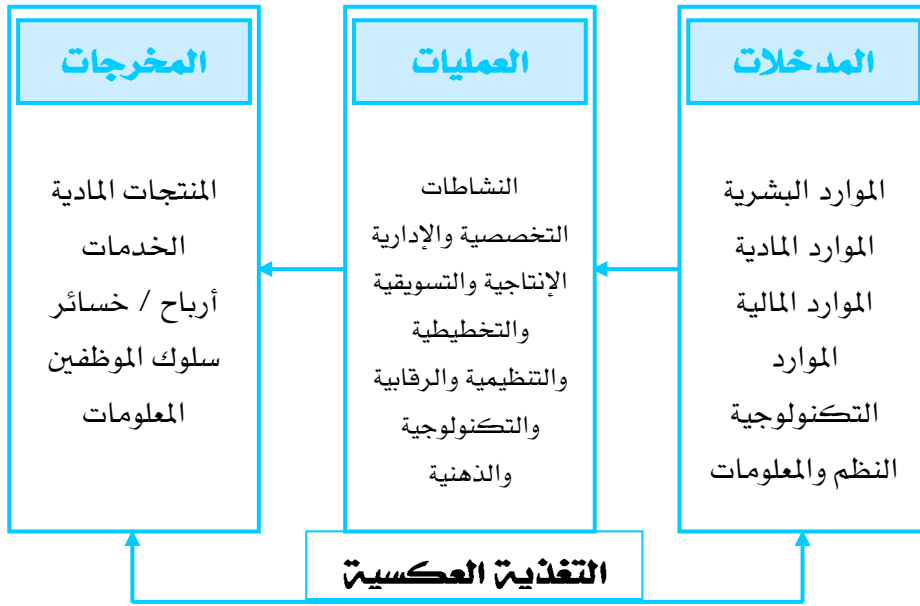 المدخلات
الموارد البشرية
الموارد المادية
الموارد المالية
الموارد
التكنولوجية
النظم والمعلومات
العمليات
النشاطات
التخصصية والإدارية
الإنتاجية والتسويقية
والتخطيطية
والتنظيمية والرقابية
والتكنولوجية
والذهنية
المخرجات
المنتجات المادية
الخدمات
أرباح / خسائر
سلوك الموظفين
المعلومات
التغذية العكسية